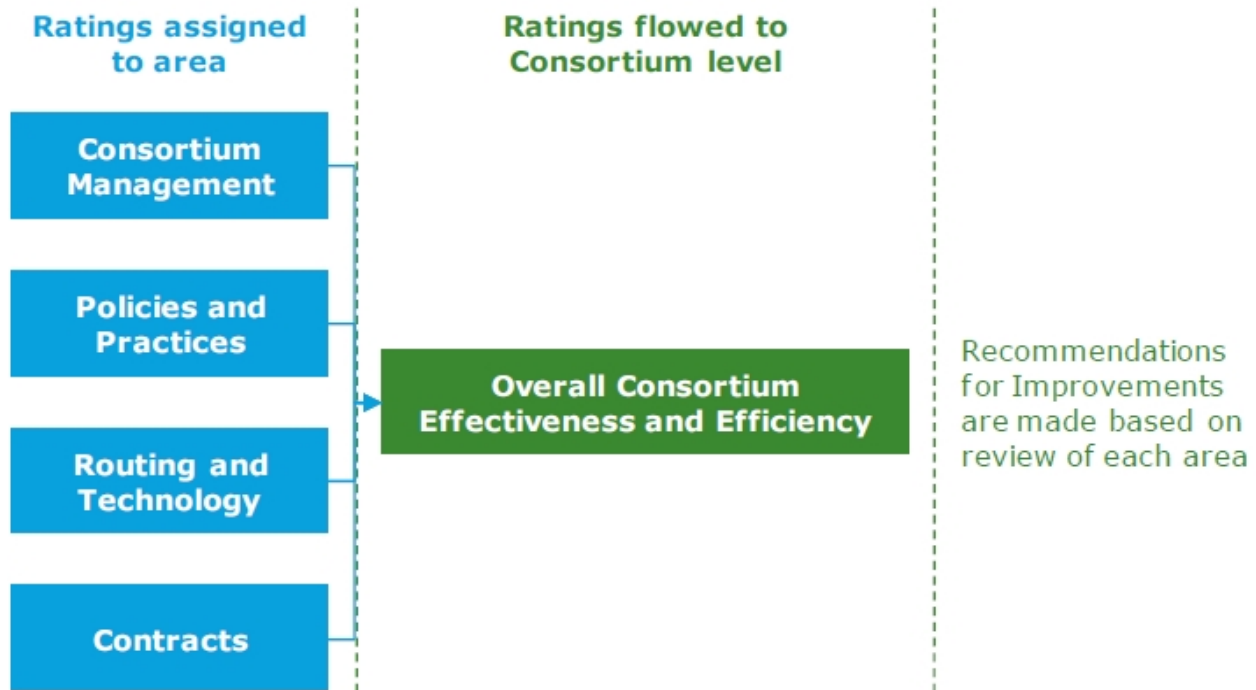 Ratings assigned
to area
Ratings flowed to
Consortium level
Consortium
Management
Policies and
Practices
Routing and
Technology
Contracts
Overall Consortium
Effectiveness and Efficiency
Recommendations
for Improvements
are made based on
review of each area